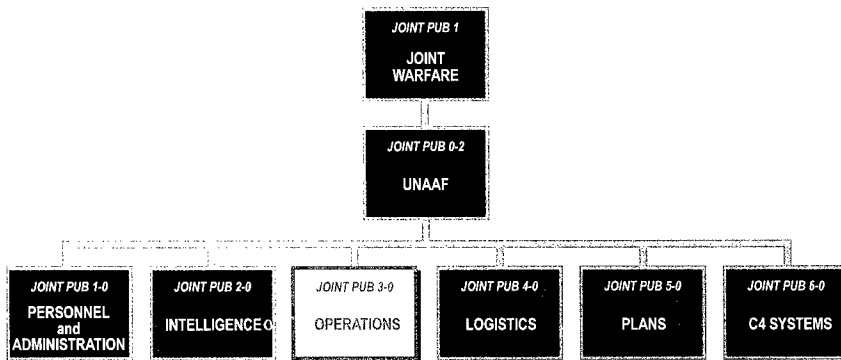 JOINT PUB 1
JOINT
WARFARE
JOINT PUB 0-2
UNAAF
JOINT PUB 1-0
PERSONNEL
and
ADMINISTRATION
JOINT PUB 2-0
INTELLIGENCE
JOINT PUB 3-0
OPERATIONS
JOINT PUB 4-0
LOGISTICS
JOINT PUB 5-0
PLANS
JOINT PUB 6-0
C4 SYSTEMS